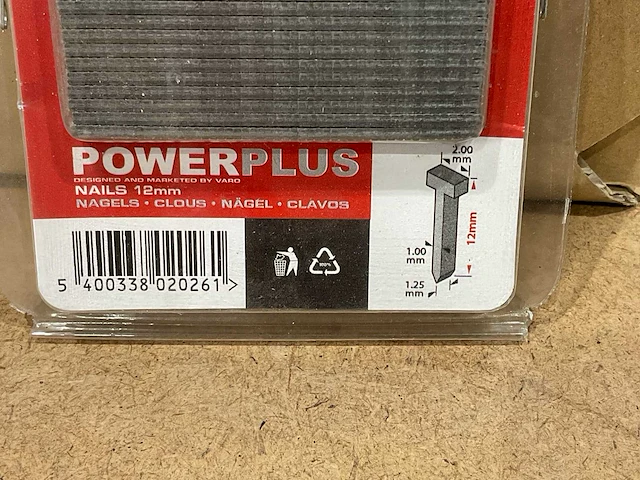 POWERPLUS
DESIGNED AND MARKETED BY VARO
NAILS 12mm
NAGELS • CLOUS • NÄGEL • CLAVOS
5 400338 020261 >
2.00
mm
12mm
1.00
mm
1.25
mm